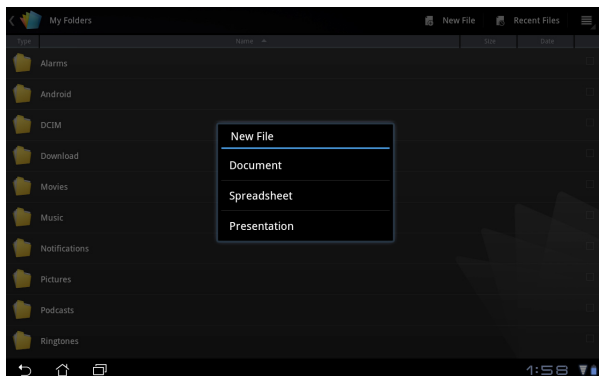 My Folders
New File
Recent Files
Type
Name
Size
Date
Alarms
Android
DCIM
Download
Movies
Music
Notifications
Pictures
Podcasts
Ringtones
New File
Document
Spreadsheet
Presentation
1:58